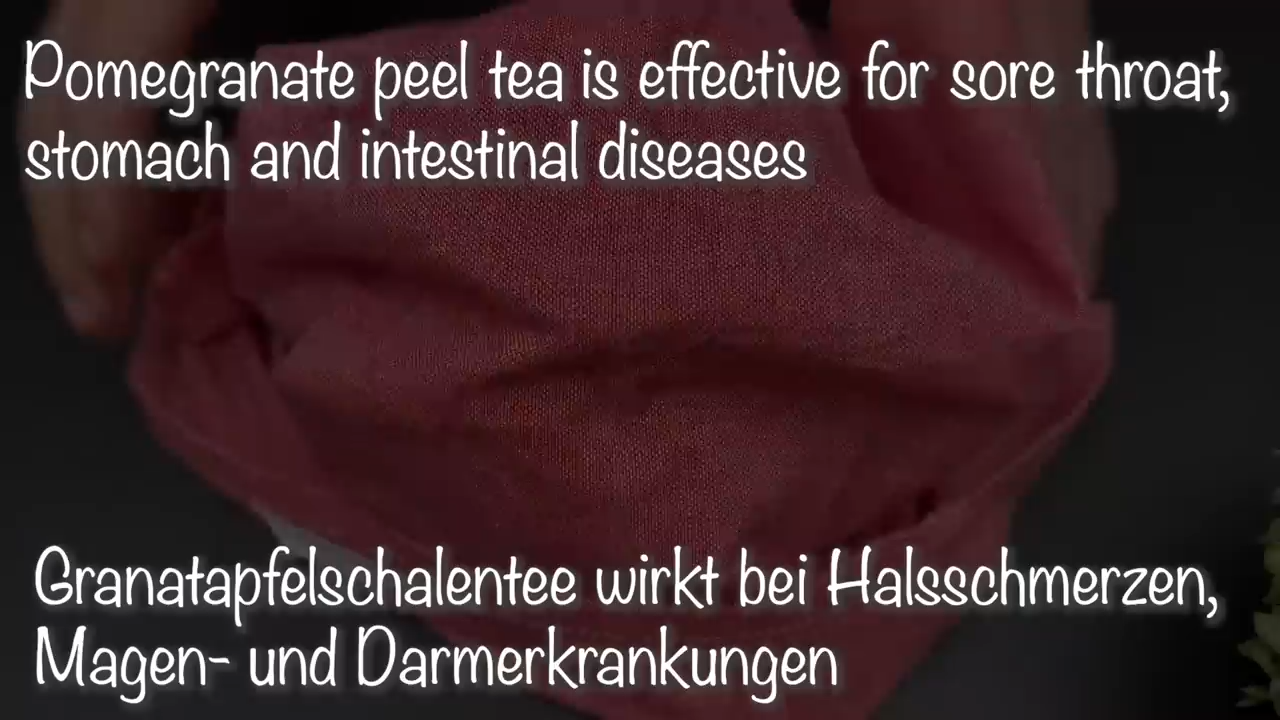 Pomegranate peel tea is effective for sore throat,
stomach and intestinal diseases
Granatapfelschalentee wirkt bei Halsschmerzen,
Magen- und Darmerkrankungen